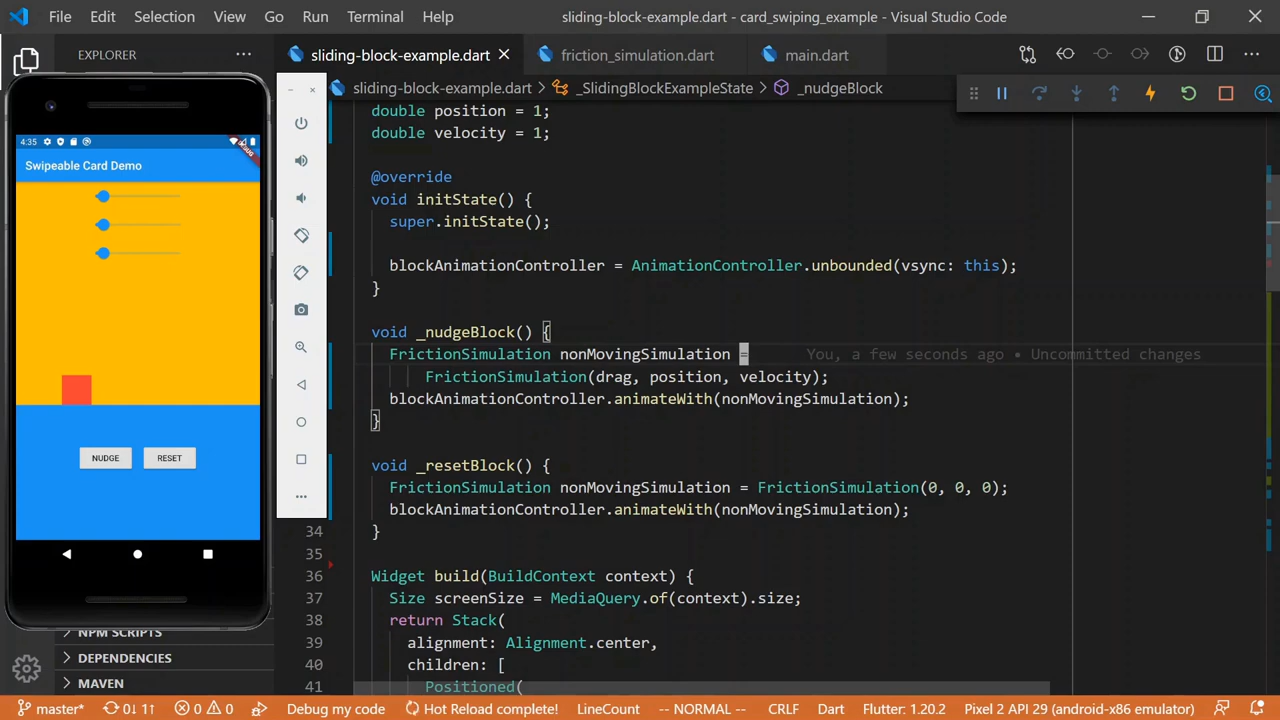 File Edit Selection View Go Run Terminal Help
sliding-block-example.dart - card_swiping_example - Visual Studio Code
EXPLORER
sliding-block-example.dart
friction_simulation.dart
main.dart
sliding-block-example.dart
_SlidingBlockExampleState
_nudgeBlock
4:35
DEBUG
Swipeable Card Demo
NUDGE
RESET
double position = 1;
double velocity = 1;
@override
void initState() {
super.initState();
blockAnimationController = AnimationController.unbounded(vsync: this);
}
void _nudgeBlock() {
FrictionSimulation nonMovingSimulation = You, a few seconds ago • Uncommitted changes
FrictionSimulation(drag, position, velocity);
blockAnimationController.animateWith(nonMovingSimulation);
}
void _resetBlock() {
FrictionSimulation nonMovingSimulation = FrictionSimulation(0, 0, 0);
blockAnimationController.animateWith(nonMovingSimulation);
34 }
35
36 Widget build(BuildContext context) {
37 Size screenSize = MediaQuery.of(context).size;
38 return Stack(
39 alignment: Alignment.center,
40 children: [
41 Positioned(
NPM SCRIPTS
DEPENDENCIES
MAVEN
master* 0↓ 1↑ 0 0 Debug my code Hot Reload complete! LineCount -- NORMAL -- CRLF Dart Flutter: 1.20.2 Pixel 2 API 29 (android-x86 emulator)